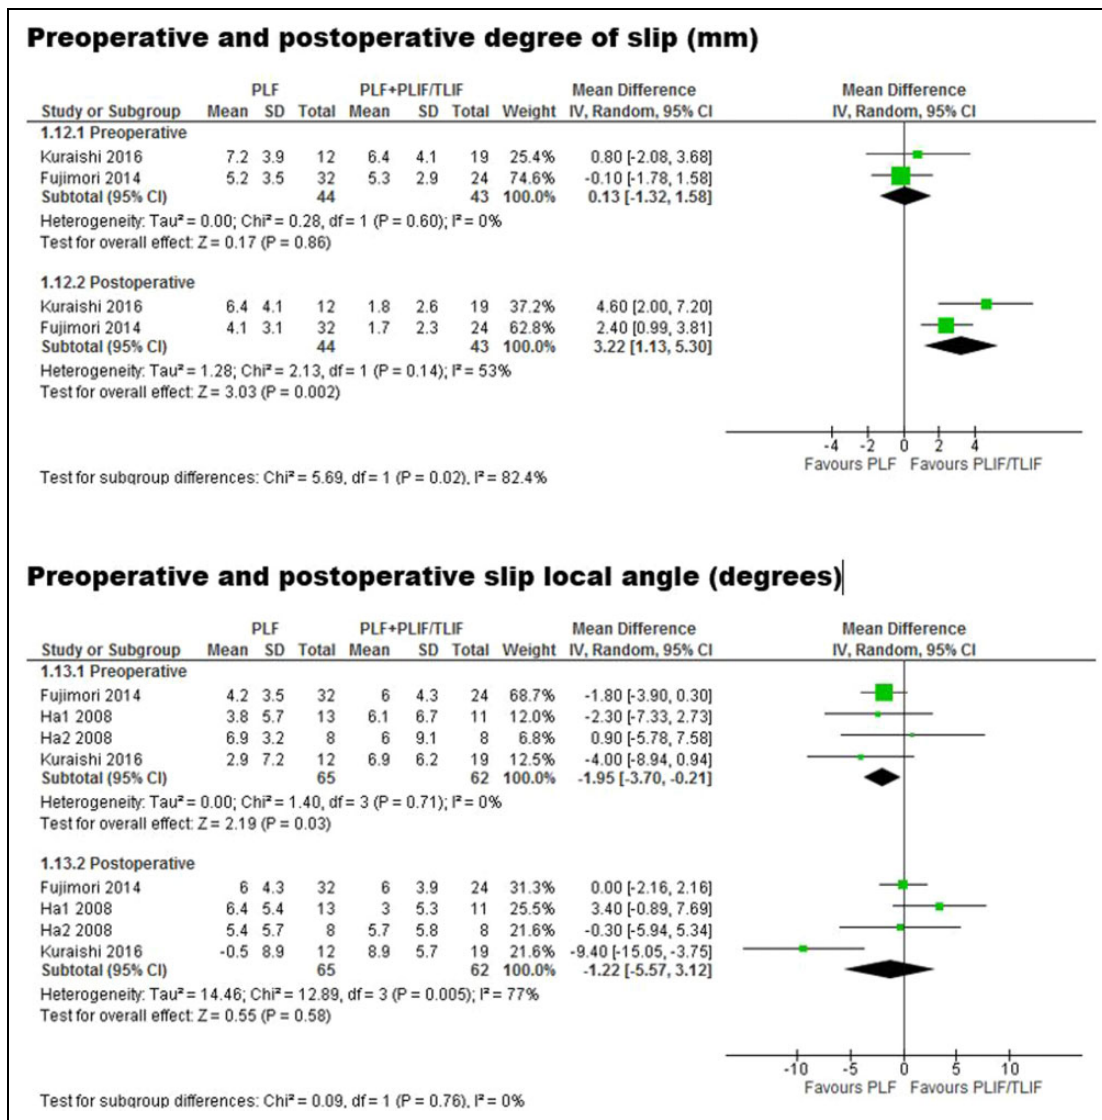 Preoperative and postoperative degree of slip (mm)
PLF PLF+PLIF/TLIF Mean Difference Mean Difference
Study or Subgroup Mean SD Total Mean SD Total Weight IV, Random, 95% CI IV, Random, 95% CI
1.12.1 Preoperative
Kuraishi 2016 7.2 3.9 12 6.4 4.1 19 25.4% 0.80 [-2.08, 3.68]
Fujimori 2014 5.2 3.5 32 5.3 2.9 24 74.6% -0.10 [-1.78, 1.58]
Subtotal (95% CI) 44 43 100.0% 0.13 [-1.32, 1.58]
Heterogeneity: Tau² = 0.00; Chi² = 0.28, df = 1 (P = 0.60); I² = 0%
Test for overall effect: Z = 0.17 (P = 0.86)
1.12.2 Postoperative
Kuraishi 2016 6.4 4.1 12 1.8 2.6 19 37.2% 4.60 [2.00, 7.20]
Fujimori 2014 4.1 3.1 32 1.7 2.3 24 62.8% 2.40 [0.99, 3.81]
Subtotal (95% CI) 44 43 100.0% 3.22 [1.13, 5.30]
Heterogeneity: Tau² = 1.28; Chi² = 2.13, df = 1 (P = 0.14); I² = 53%
Test for overall effect: Z = 3.03 (P = 0.002)
-4 -2 0 2 4
Favours PLF Favours PLIF/TLIF
Test for subgroup differences: Chi² = 5.69, df = 1 (P = 0.02), I² = 82.4%
Preoperative and postoperative slip local angle (degrees)
PLF PLF+PLIF/TLIF Mean Difference Mean Difference
Study or Subgroup Mean SD Total Mean SD Total Weight IV, Random, 95% CI IV, Random, 95% CI
1.13.1 Preoperative
Fujimori 2014 4.2 3.5 32 6 4.3 24 68.7% -1.80 [-3.90, 0.30]
Ha1 2008 3.8 5.7 13 6.1 6.7 11 12.0% -2.30 [-7.33, 2.73]
Ha2 2008 6.9 3.2 8 6 9.1 8 6.8% 0.90 [-5.78, 7.58]
Kuraishi 2016 2.9 7.2 12 6.9 6.2 19 12.5% -4.00 [-8.94, 0.94]
Subtotal (95% CI) 65 62 100.0% -1.95 [-3.70, -0.21]
Heterogeneity: Tau² = 0.00; Chi² = 1.40, df = 3 (P = 0.71); I² = 0%
Test for overall effect: Z = 2.19 (P = 0.03)
1.13.2 Postoperative
Fujimori 2014 6 4.3 32 6 3.9 24 31.3% 0.00 [-2.16, 2.16]
Ha1 2008 6.4 5.4 13 3 5.3 11 25.5% 3.40 [-0.89, 7.69]
Ha2 2008 5.4 5.7 8 5.7 5.8 8 21.6% -0.30 [-5.94, 5.34]
Kuraishi 2016 -0.5 8.9 12 8.9 5.7 19 21.6% -9.40 [-15.05, -3.75]
Subtotal (95% CI) 65 62 100.0% -1.22 [-5.57, 3.12]
Heterogeneity: Tau² = 14.46; Chi² = 12.89, df = 3 (P = 0.005); I² = 77%
Test for overall effect: Z = 0.55 (P = 0.58)
-10 -5 0 5 10
Favours PLF Favours PLIF/TLIF
Test for subgroup differences: Chi² = 0.09, df = 1 (P = 0.76), I² = 0%